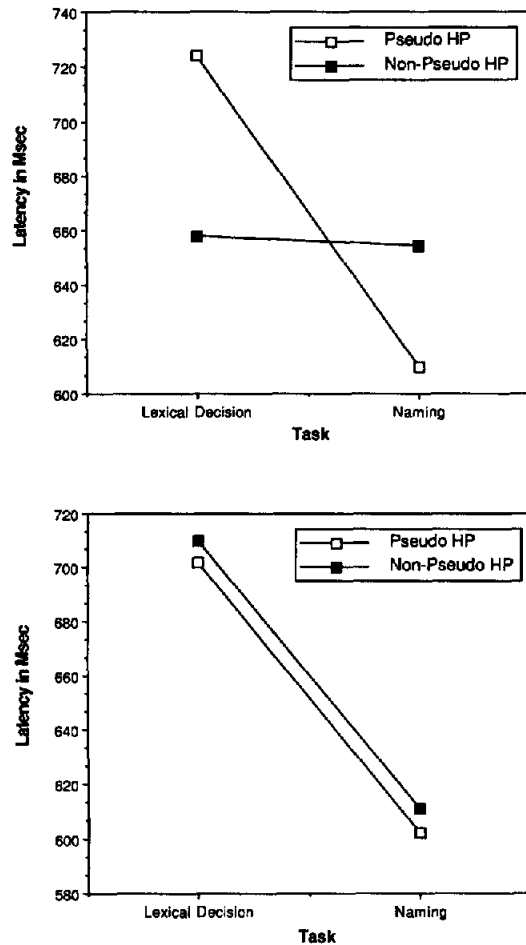 740
720
700
680
660
640
620
600
Latency in Msec
Pseudo HP
Non-Pseudo HP
Lexical Decision
Naming
Task
720
700
680
660
640
620
600
580
Latency in Msec
Pseudo HP
Non-Pseudo HP
Lexical Decision
Naming
Task